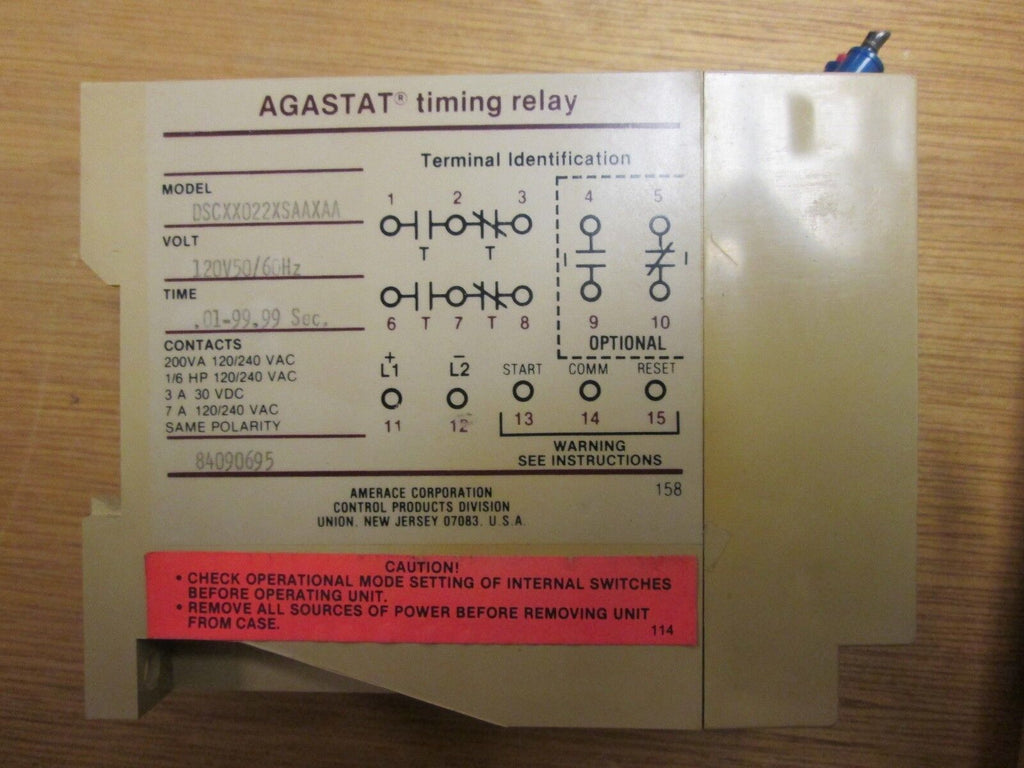 AGASTAT® timing relay
Terminal Identification
MODEL
DSCXX022XSAAXAA
VOLT
120V50/60Hz
TIME
.01-99.99 Sec.
CONTACTS
200VA 120/240 VAC
1/6 HP 120/240 VAC
3 A 30 VDC
7 A 120/240 VAC
SAME POLARITY
84090695
1 2 3 4 5
T T I I
6 T 7 T 8 9 10
OPTIONAL
+ −
L1 L2 START COMM RESET
11 12 13 14 15
WARNING
SEE INSTRUCTIONS
158
AMERACE CORPORATION
CONTROL PRODUCTS DIVISION
UNION, NEW JERSEY 07083, U.S.A.
CAUTION!
• CHECK OPERATIONAL MODE SETTING OF INTERNAL SWITCHES
BEFORE OPERATING UNIT.
• REMOVE ALL SOURCES OF POWER BEFORE REMOVING UNIT
FROM CASE.
114